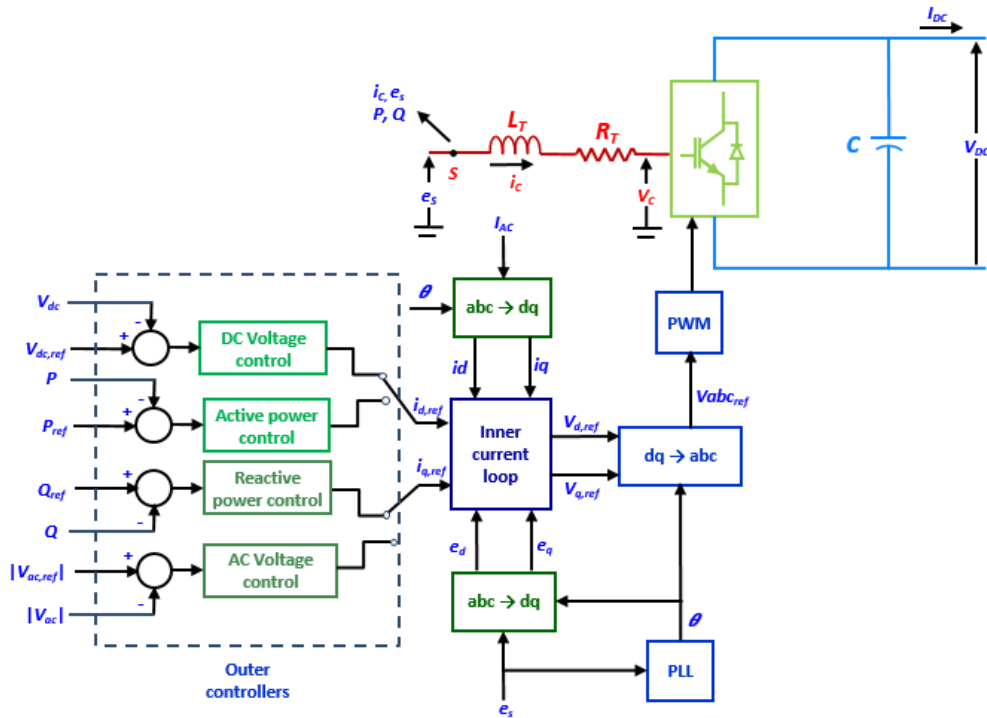 I_DC
i_C, e_s
P, Q
L_T
R_T
C
V_DC
S
i_C
e_s
V_C
I_AC
θ
abc → dq
PWM
V_dc
-
+
V_dc,ref
DC Voltage
control
id
iq
Vabc_ref
P
-
+
P_ref
Active power
control
i_d,ref
Inner
current
loop
V_d,ref
V_q,ref
dq → abc
Q_ref
+
-
Q
Reactive
power control
i_q,ref
|V_ac,ref|
+
-
|V_ac|
AC Voltage
control
e_d
e_q
abc → dq
θ
PLL
e_s
Outer
controllers